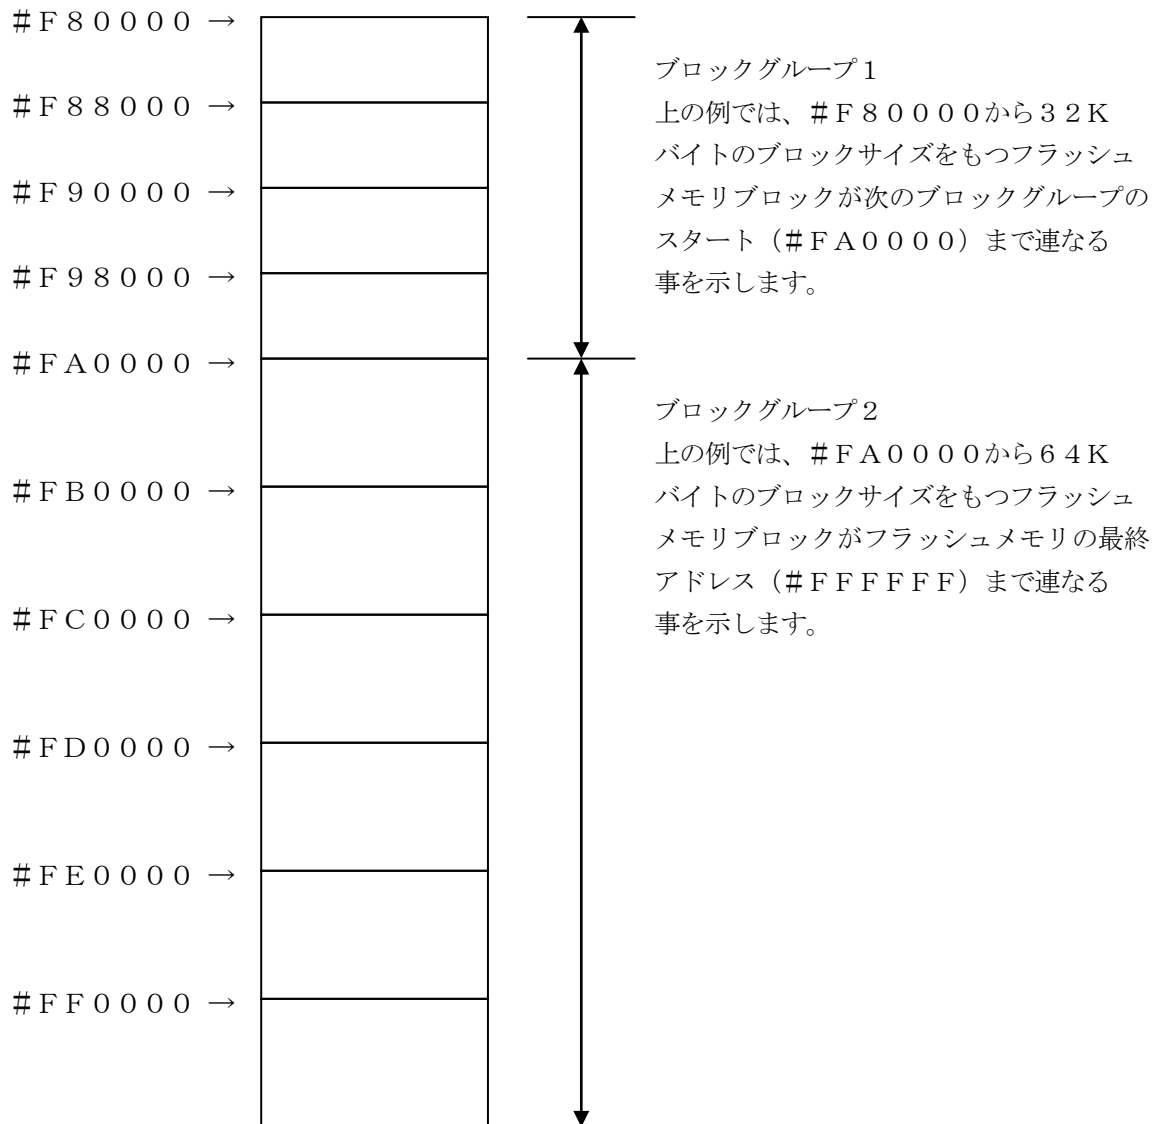 ＃Ｆ８００００ →
ブロックグループ１
＃Ｆ８８０００ →
上の例では、＃Ｆ８００００から３２Ｋ
バイトのブロックサイズをもつフラッシュ
＃Ｆ９００００ →
メモリブロックが次のブロックグループの
スタート（＃ＦＡ００００）まで連なる
＃Ｆ９８０００ →
事を示します。
＃ＦＡ００００ →
ブロックグループ２
上の例では、＃ＦＡ００００から６４Ｋ
＃ＦＢ００００ →
バイトのブロックサイズをもつフラッシュ
メモリブロックがフラッシュメモリの最終
アドレス（＃ＦＦＦＦＦＦ）まで連なる
＃ＦＣ００００ →
事を示します。
＃ＦＤ００００ →
＃ＦＥ００００ →
＃ＦＦ００００ →